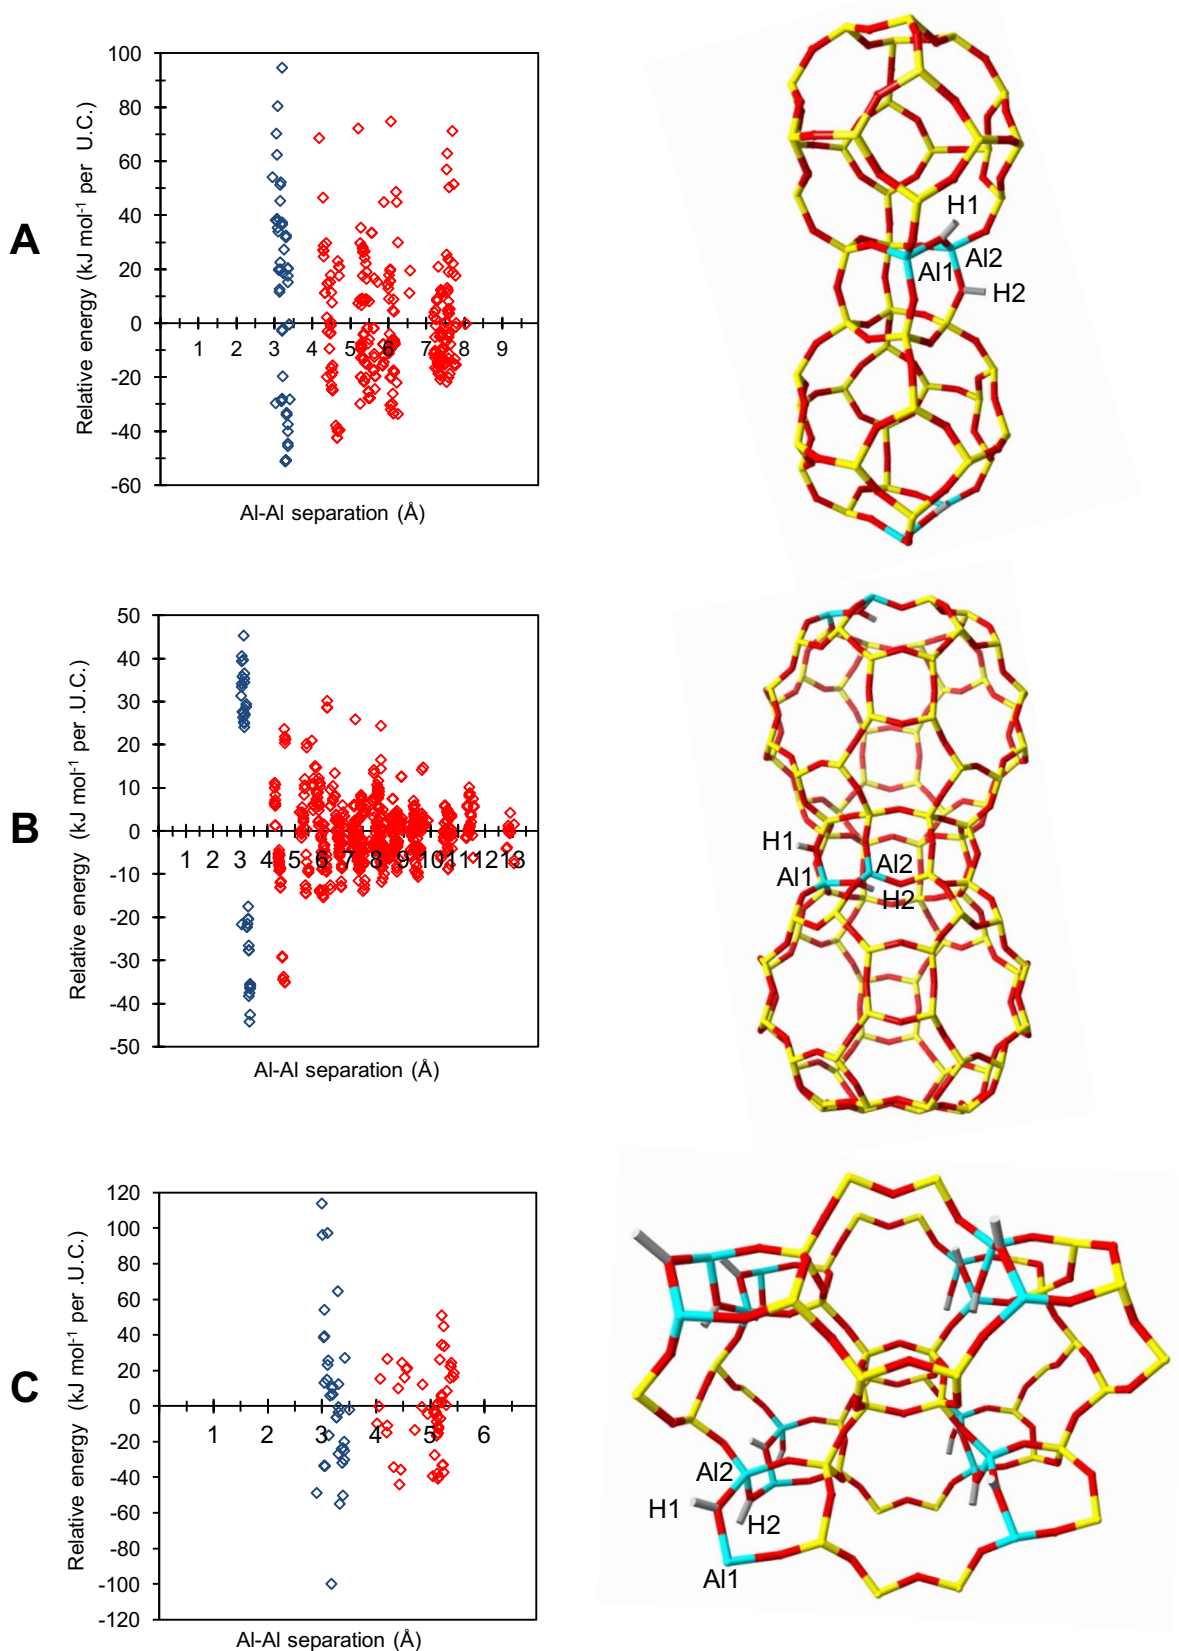 A
Relative energy (kJ mol⁻¹ per U.C.)
100
80
60
40
20
0
-20
-40
-60
1 2 3 4 5 6 7 8 9
Al-Al separation (Å)
H1
Al1 Al2
H2
B
Relative energy (kJ mol⁻¹ per .U.C.)
50
40
30
20
10
0
-10
-20
-30
-40
-50
1 2 3 4 5 6 7 8 9 10 11 12 13
Al-Al separation (Å)
H1
Al1 Al2
H2
C
Relative energy (kJ mol⁻¹ per .U.C.)
120
100
80
60
40
20
0
-20
-40
-60
-80
-100
-120
1 2 3 4 5 6
Al-Al separation (Å)
Al2
H1 H2
Al1